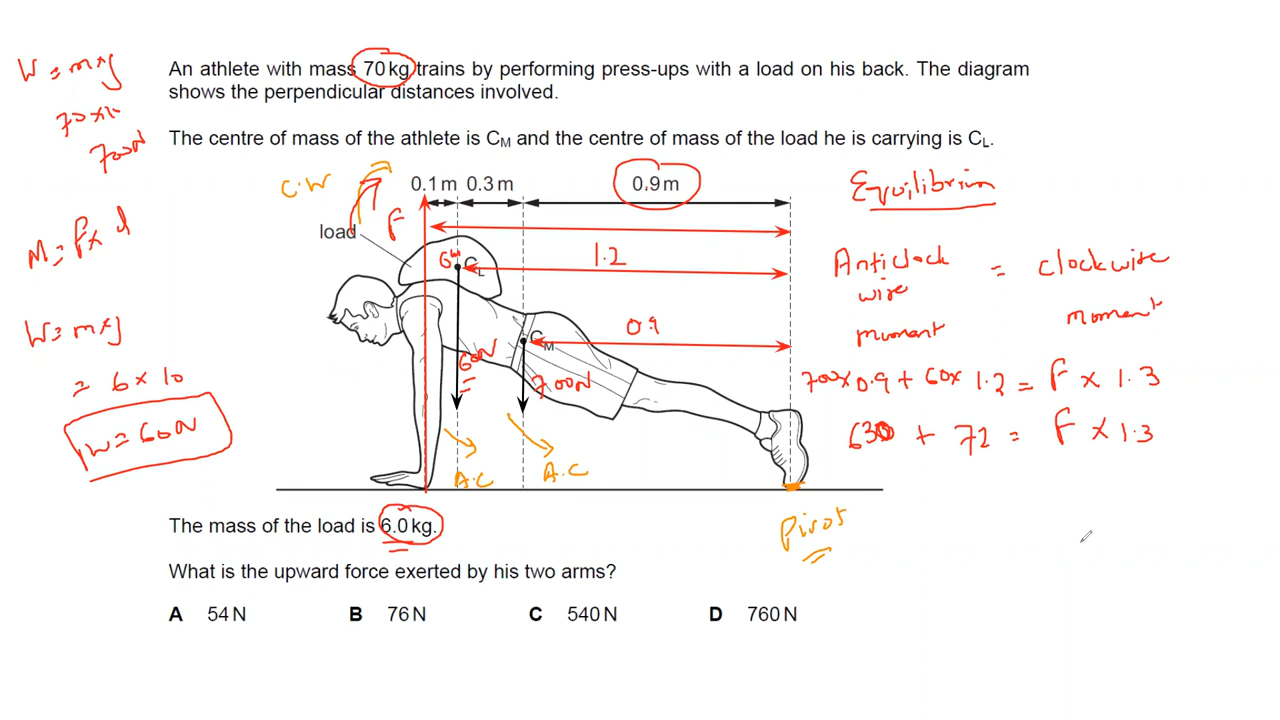 W = m×g
70×10
700N
M = F× d
W = m×g
= 6 × 10
W = 60N
An athlete with mass 70 kg trains by performing press-ups with a load on his back. The diagram
shows the perpendicular distances involved.
The centre of mass of the athlete is CM and the centre of mass of the load he is carrying is CL.
C.W
0.1 m 0.3 m 0.9 m
load
F
1.2
CL
0.9
CM
60N
700N
A.C
A.C
Pivot
Equilibrium
Anticlock = clockwise
wise
moment moment
700×0.9 + 60× 1.2 = F × 1.3
630 + 72 = F × 1.3
The mass of the load is 6.0 kg.
What is the upward force exerted by his two arms?
A 54 N B 76 N C 540 N D 760 N